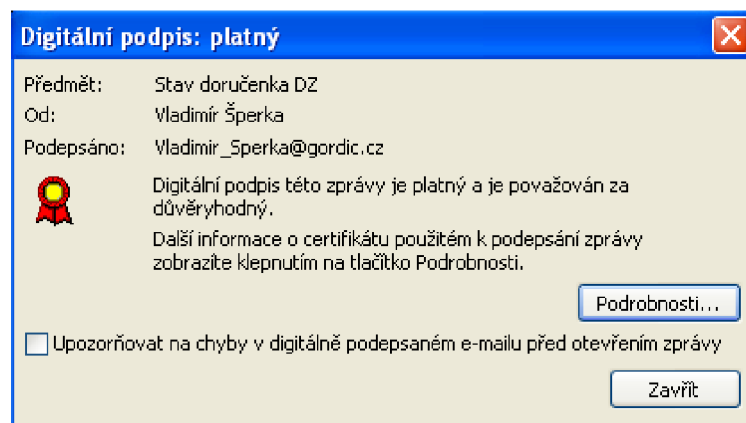 Digitální podpis: platný
Předmět: Stav doručenka DZ
Od: Vladimír Šperka
Podepsáno: Vladimir_Sperka@gordic.cz
Digitální podpis této zprávy je platný a je považován za
důvěryhodný.
Další informace o certifikátu použitém k podepsání zprávy
zobrazíte klepnutím na tlačítko Podrobnosti.
Podrobnosti...
Upozorňovat na chyby v digitálně podepsaném e-mailu před otevřením zprávy
Zavřít